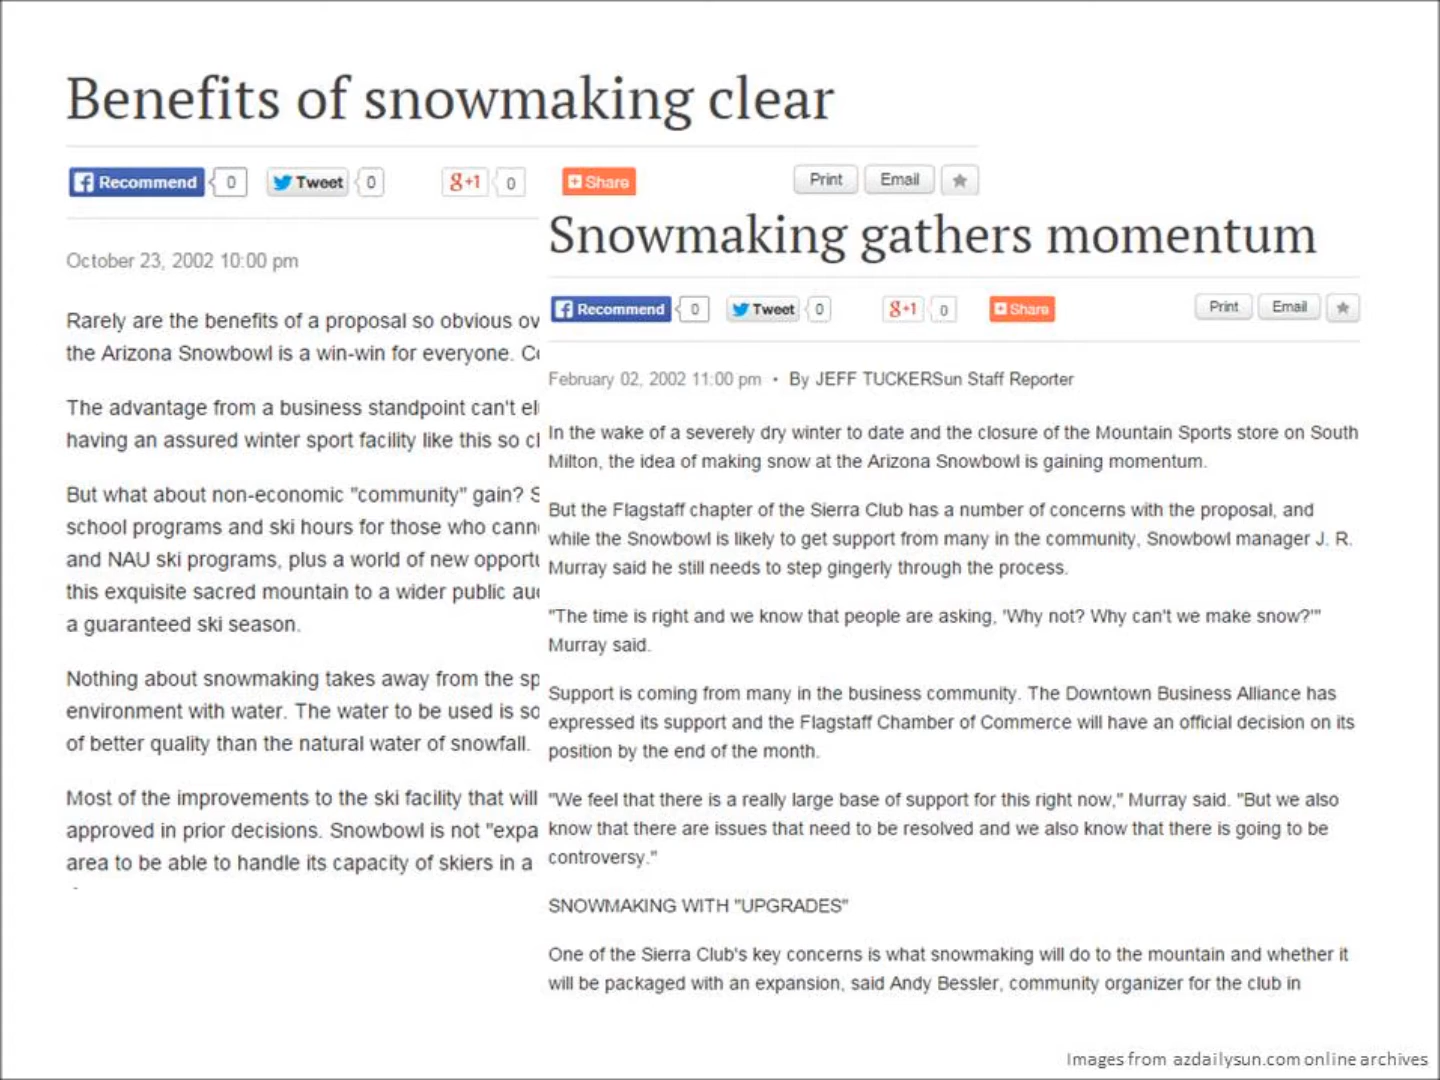 Benefits of snowmaking clear
Recommend 0 Tweet 0 g+1 0 Share Print Email
October 23, 2002 10:00 pm
Rarely are the benefits of a proposal so obvious ov
the Arizona Snowbowl is a win-win for everyone. Co
The advantage from a business standpoint can't el
having an assured winter sport facility like this so cl
But what about non-economic "community" gain? S
school programs and ski hours for those who cann
and NAU ski programs, plus a world of new opportu
this exquisite sacred mountain to a wider public au
a guaranteed ski season.
Nothing about snowmaking takes away from the sp
environment with water. The water to be used is so
of better quality than the natural water of snowfall.
Most of the improvements to the ski facility that will
approved in prior decisions. Snowbowl is not "expa
area to be able to handle its capacity of skiers in a
Snowmaking gathers momentum
Recommend 0 Tweet 0 g+1 0 Share Print Email
February 02, 2002 11:00 pm • By JEFF TUCKERSun Staff Reporter
In the wake of a severely dry winter to date and the closure of the Mountain Sports store on South
Milton, the idea of making snow at the Arizona Snowbowl is gaining momentum.
But the Flagstaff chapter of the Sierra Club has a number of concerns with the proposal, and
while the Snowbowl is likely to get support from many in the community, Snowbowl manager J. R.
Murray said he still needs to step gingerly through the process.
"The time is right and we know that people are asking, 'Why not? Why can't we make snow?'"
Murray said.
Support is coming from many in the business community. The Downtown Business Alliance has
expressed its support and the Flagstaff Chamber of Commerce will have an official decision on its
position by the end of the month.
"We feel that there is a really large base of support for this right now," Murray said. "But we also
know that there are issues that need to be resolved and we also know that there is going to be
controversy."
SNOWMAKING WITH "UPGRADES"
One of the Sierra Club's key concerns is what snowmaking will do to the mountain and whether it
will be packaged with an expansion, said Andy Bessler, community organizer for the club in
Images from azdailysun.com online archives